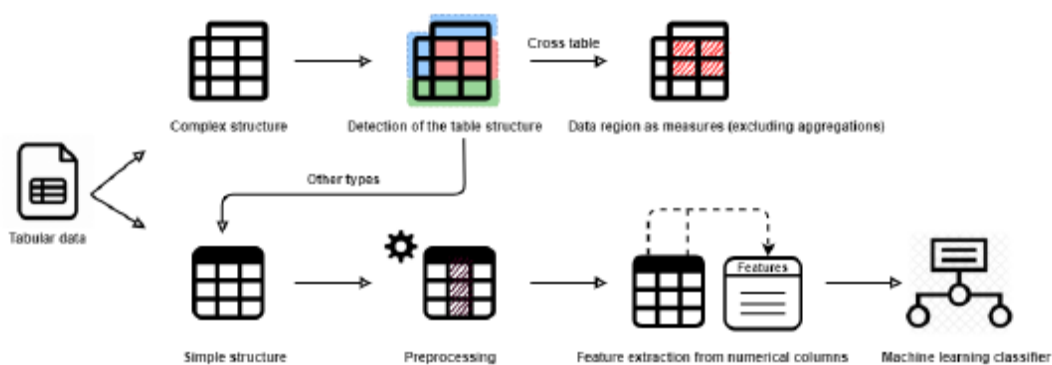 Cross table
Complex structure
Detection of the table structure
Data region as measures (excluding aggregations)
Other types
Tabular data
Features
Simple structure
Preprocessing
Feature extraction from numerical columns
Machine learning classifier